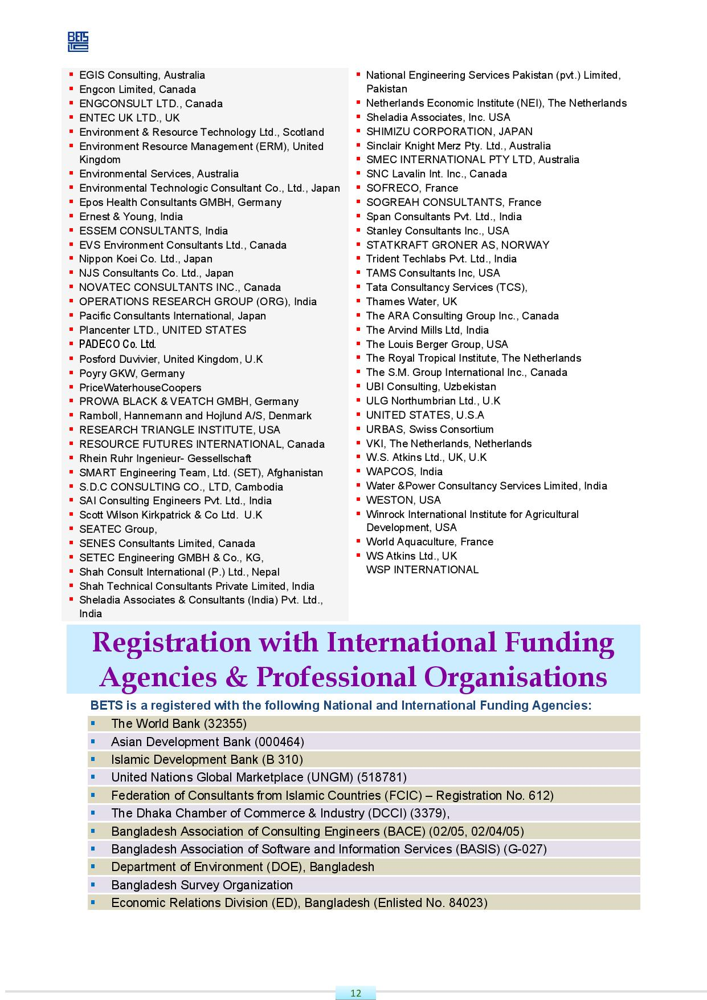 BETS
LTD
EGIS Consulting, Australia
Engcon Limited, Canada
ENGCONSULT LTD., Canada
ENTEC UK LTD., UK
Environment & Resource Technology Ltd., Scotland
Environment Resource Management (ERM), United
Kingdom
Environmental Services, Australia
Environmental Technologic Consultant Co., Ltd., Japan
Epos Health Consultants GMBH, Germany
Ernest & Young, India
ESSEM CONSULTANTS, India
EVS Environment Consultants Ltd., Canada
Nippon Koei Co. Ltd., Japan
NJS Consultants Co. Ltd., Japan
NOVATEC CONSULTANTS INC., Canada
OPERATIONS RESEARCH GROUP (ORG), India
Pacific Consultants International, Japan
Plancenter LTD., UNITED STATES
PADECO Co. Ltd.
Posford Duvivier, United Kingdom, U.K
Poyry GKW, Germany
PriceWaterhouseCoopers
PROWA BLACK & VEATCH GMBH, Germany
Ramboll, Hannemann and Hojlund A/S, Denmark
RESEARCH TRIANGLE INSTITUTE, USA
RESOURCE FUTURES INTERNATIONAL, Canada
Rhein Ruhr Ingenieur- Gessellschaft
SMART Engineering Team, Ltd. (SET), Afghanistan
S.D.C CONSULTING CO., LTD, Cambodia
SAI Consulting Engineers Pvt. Ltd., India
Scott Wilson Kirkpatrick & Co Ltd.  U.K
SEATEC Group,
SENES Consultants Limited, Canada
SETEC Engineering GMBH & Co., KG,
Shah Consult International (P.) Ltd., Nepal
Shah Technical Consultants Private Limited, India
Sheladia Associates & Consultants (India) Pvt. Ltd.,
India
National Engineering Services Pakistan (pvt.) Limited,
Pakistan
Netherlands Economic Institute (NEI), The Netherlands
Sheladia Associates, Inc. USA
SHIMIZU CORPORATION, JAPAN
Sinclair Knight Merz Pty. Ltd., Australia
SMEC INTERNATIONAL PTY LTD, Australia
SNC Lavalin Int. Inc., Canada
SOFRECO, France
SOGREAH CONSULTANTS, France
Span Consultants Pvt. Ltd., India
Stanley Consultants Inc., USA
STATKRAFT GRONER AS, NORWAY
Trident Techlabs Pvt. Ltd., India
TAMS Consultants Inc, USA
Tata Consultancy Services (TCS),
Thames Water, UK
The ARA Consulting Group Inc., Canada
The Arvind Mills Ltd, India
The Louis Berger Group, USA
The Royal Tropical Institute, The Netherlands
The S.M. Group International Inc., Canada
UBI Consulting, Uzbekistan
ULG Northumbrian Ltd., U.K
UNITED STATES, U.S.A
URBAS, Swiss Consortium
VKI, The Netherlands, Netherlands
W.S. Atkins Ltd., UK, U.K
WAPCOS, India
Water &Power Consultancy Services Limited, India
WESTON, USA
Winrock International Institute for Agricultural
Development, USA
World Aquaculture, France
WS Atkins Ltd., UK
WSP INTERNATIONAL
Registration with International Funding
Agencies & Professional Organisations
BETS is a registered with the following National and International Funding Agencies:
The World Bank (32355)
Asian Development Bank (000464)
Islamic Development Bank (B 310)
United Nations Global Marketplace (UNGM) (518781)
Federation of Consultants from Islamic Countries (FCIC) – Registration No. 612)
The Dhaka Chamber of Commerce & Industry (DCCI) (3379),
Bangladesh Association of Consulting Engineers (BACE) (02/05, 02/04/05)
Bangladesh Association of Software and Information Services (BASIS) (G-027)
Department of Environment (DOE), Bangladesh
Bangladesh Survey Organization
Economic Relations Division (ED), Bangladesh (Enlisted No. 84023)
12